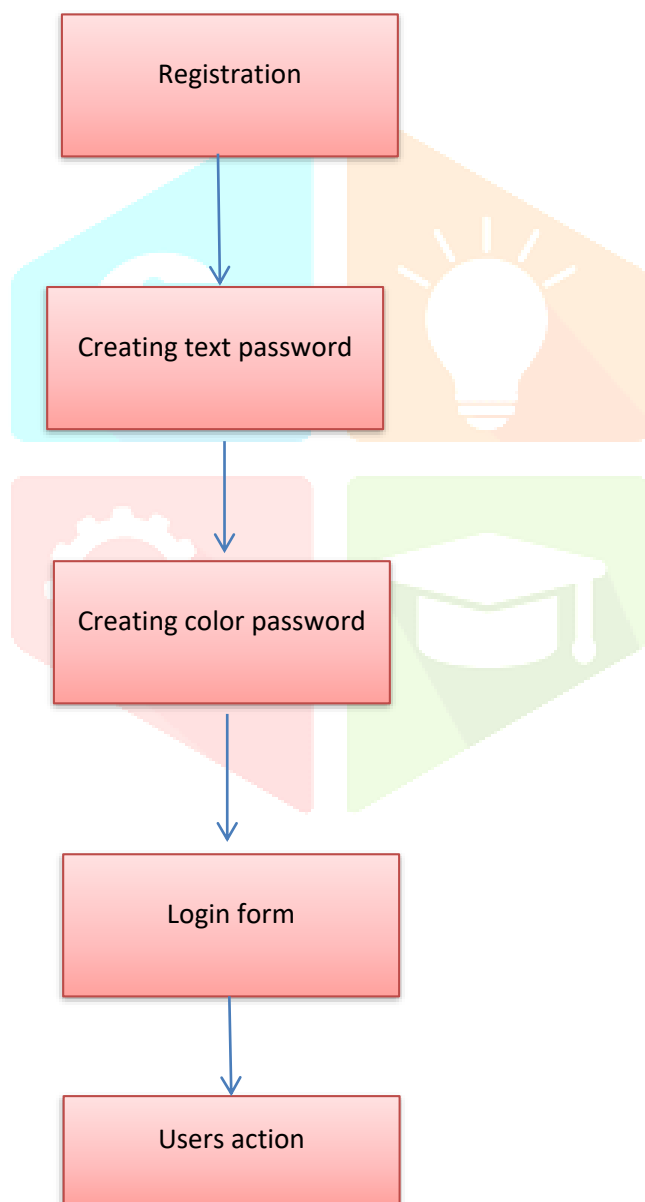 Registration
Creating text password
Creating color password
Login form
Users action